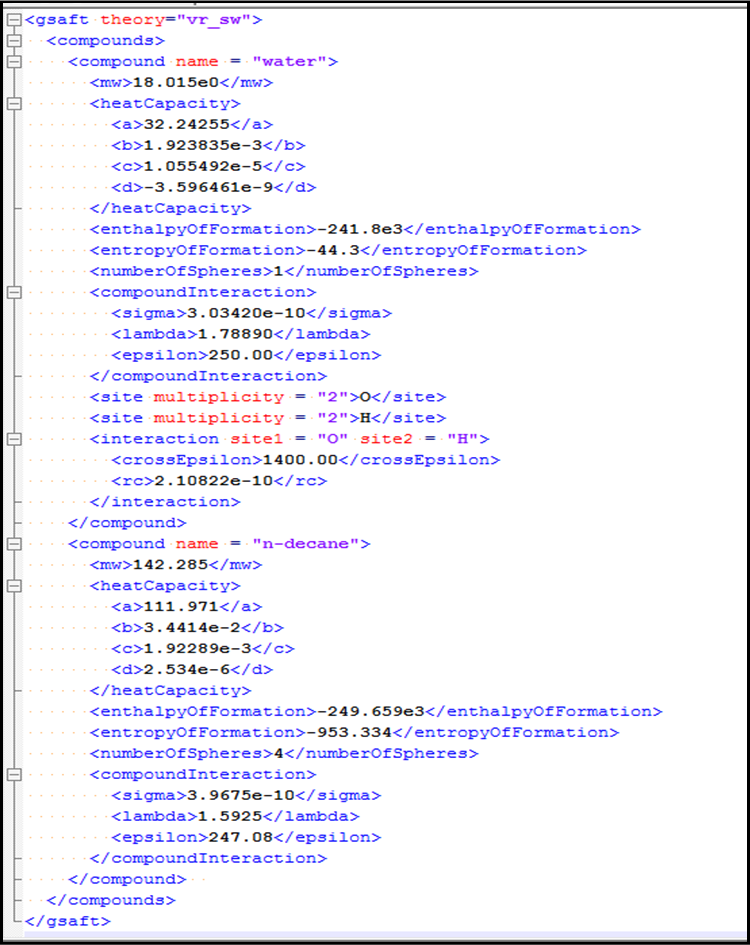 <gsaft theory="vr_sw">
<compounds>
<compound name = "water">
<mw>18.015e0</mw>
<heatCapacity>
<a>32.24255</a>
<b>1.923835e-3</b>
<c>1.055492e-5</c>
<d>-3.596461e-9</d>
</heatCapacity>
<enthalpyOfFormation>-241.8e3</enthalpyOfFormation>
<entropyOfFormation>-44.3</entropyOfFormation>
<numberOfSpheres>1</numberOfSpheres>
<compoundInteraction>
<sigma>3.03420e-10</sigma>
<lambda>1.78890</lambda>
<epsilon>250.00</epsilon>
</compoundInteraction>
<site multiplicity = "2">O</site>
<site multiplicity = "2">H</site>
<interaction site1 = "O" site2 = "H">
<crossEpsilon>1400.00</crossEpsilon>
<rc>2.10822e-10</rc>
</interaction>
</compound>
<compound name = "n-decane">
<mw>142.285</mw>
<heatCapacity>
<a>111.971</a>
<b>3.4414e-2</b>
<c>1.92289e-3</c>
<d>2.534e-6</d>
</heatCapacity>
<enthalpyOfFormation>-249.659e3</enthalpyOfFormation>
<entropyOfFormation>-953.334</entropyOfFormation>
<numberOfSpheres>4</numberOfSpheres>
<compoundInteraction>
<sigma>3.9675e-10</sigma>
<lambda>1.5925</lambda>
<epsilon>247.08</epsilon>
</compoundInteraction>
</compound>
</compounds>
</gsaft>